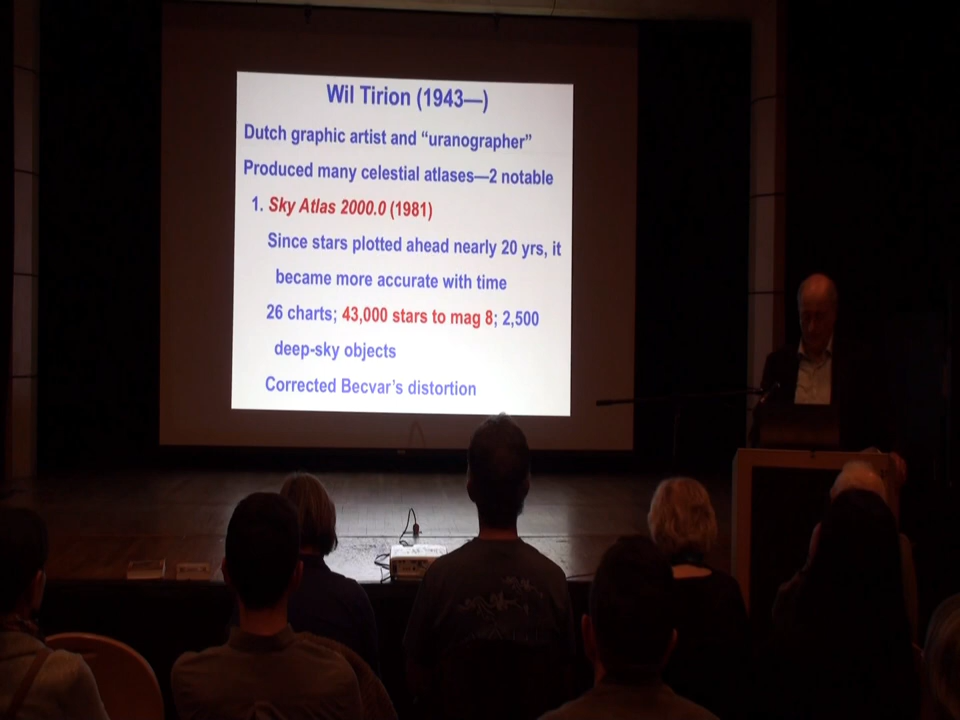 Wil Tirion (1943—)
Dutch graphic artist and “uranographer”
Produced many celestial atlases—2 notable
1. Sky Atlas 2000.0 (1981)
Since stars plotted ahead nearly 20 yrs, it
became more accurate with time
26 charts; 43,000 stars to mag 8; 2,500
deep-sky objects
Corrected Becvar’s distortion